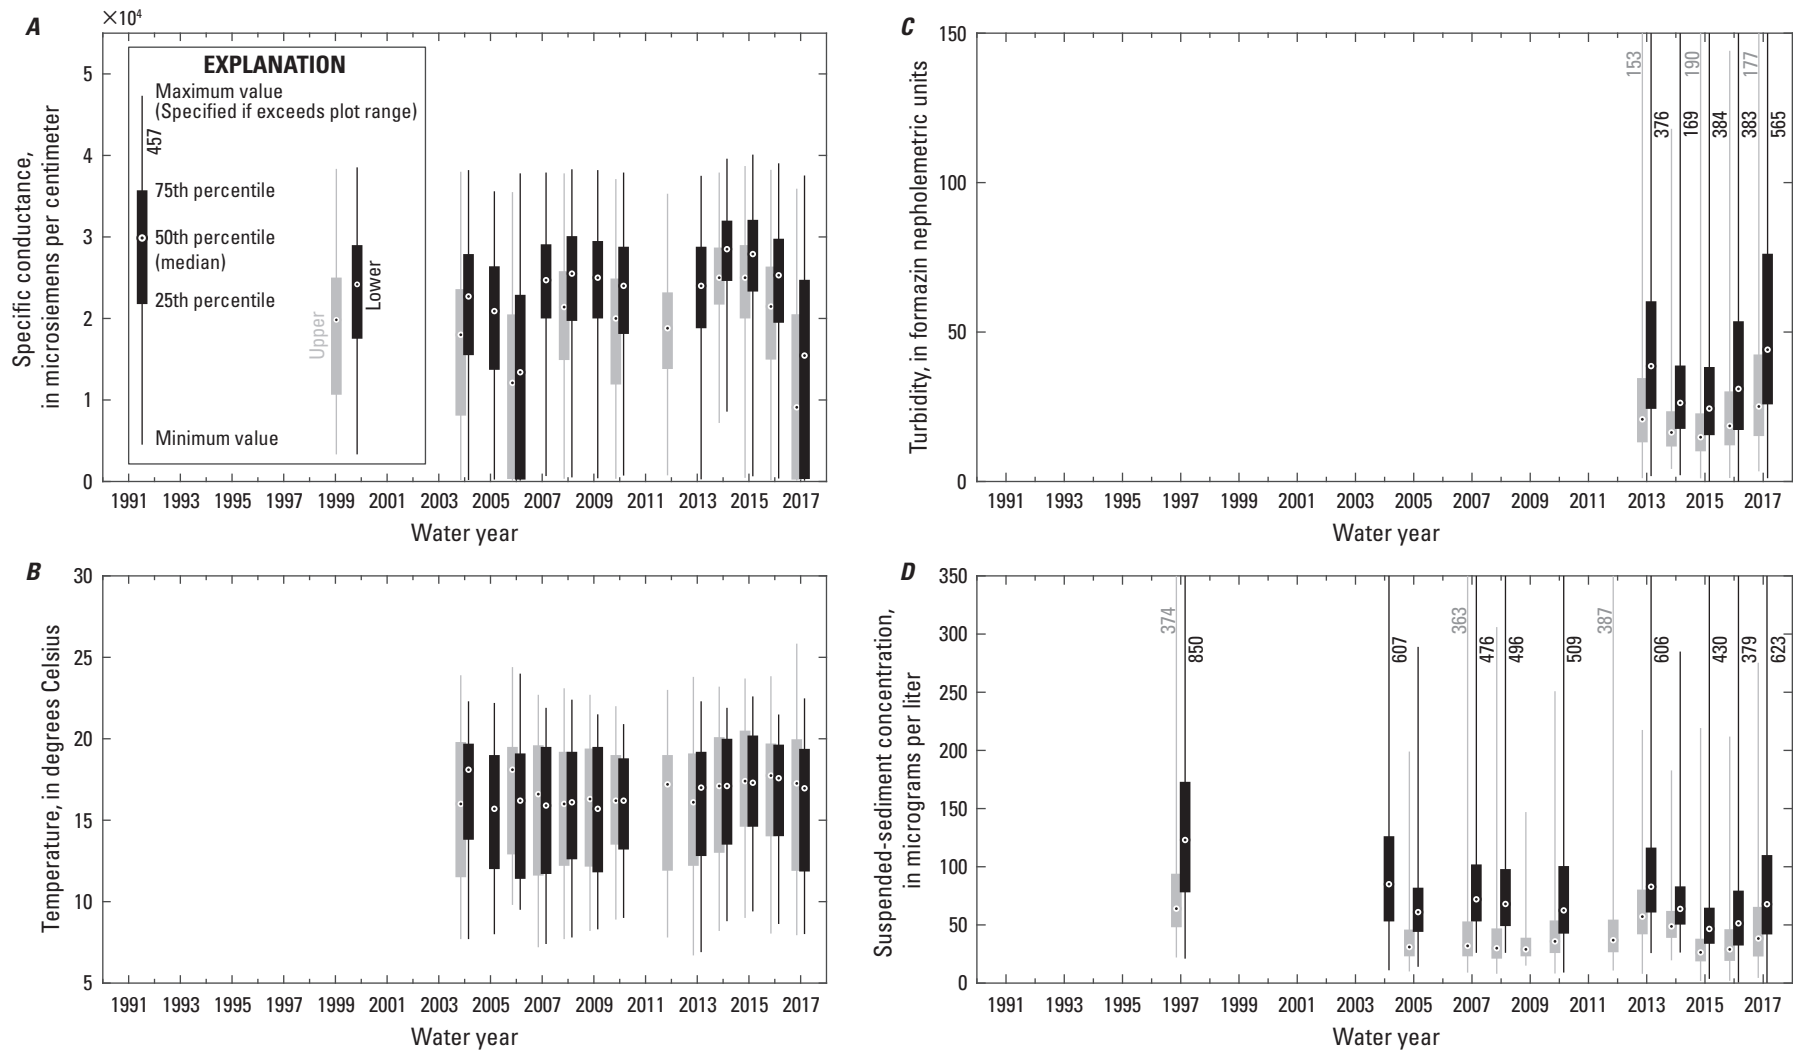 A
×10⁴
5
4
3
2
1
0
Specific conductance,
in microsiemens per centimeter
EXPLANATION
Maximum value
(Specified if exceeds plot range)
457
75th percentile
50th percentile
(median)
25th percentile
Minimum value
Upper
Lower
1991 1993 1995 1997 1999 2001 2003 2005 2007 2009 2011 2013 2015 2017
Water year
B
30
25
20
15
10
5
Temperature, in degrees Celsius
1991 1993 1995 1997 1999 2001 2003 2005 2007 2009 2011 2013 2015 2017
Water year
C
150
100
50
0
Turbidity, in formazin nepholemetric units
153 190 177
376 169 384 383 565
1991 1993 1995 1997 1999 2001 2003 2005 2007 2009 2011 2013 2015 2017
Water year
D
350
300
250
200
150
100
50
0
Suspended-sediment concentration,
in micrograms per liter
374 363 387
850 607 476 496 509 606 430 379 623
1991 1993 1995 1997 1999 2001 2003 2005 2007 2009 2011 2013 2015 2017
Water year